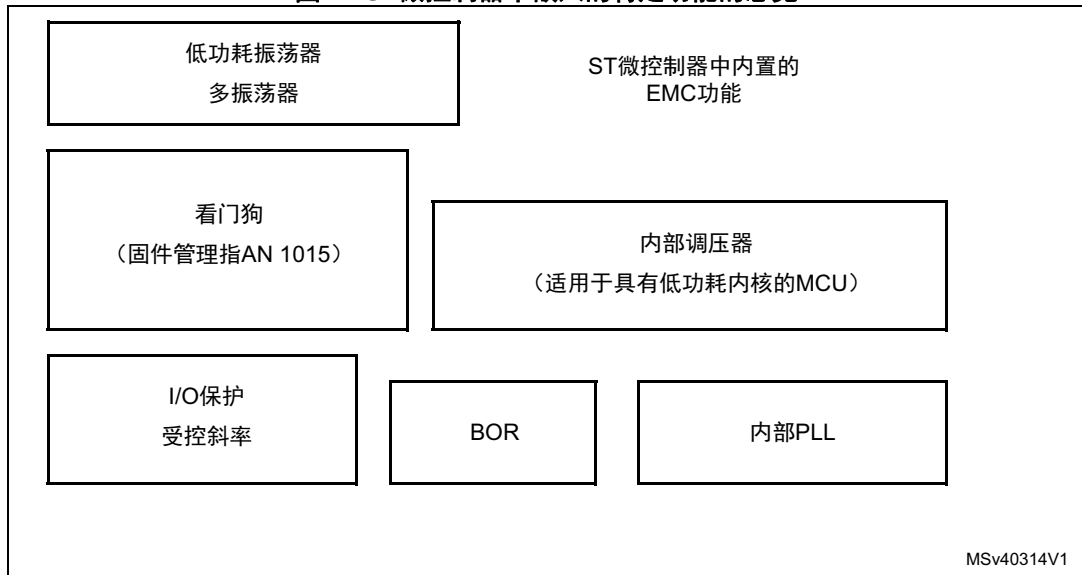 低功耗振荡器
多振荡器
ST微控制器中内置的
EMC功能
看门狗
（固件管理指AN 1015）
内部调压器
（适用于具有低功耗内核的MCU）
I/O保护
受控斜率
BOR
内部PLL
MSv40314V1